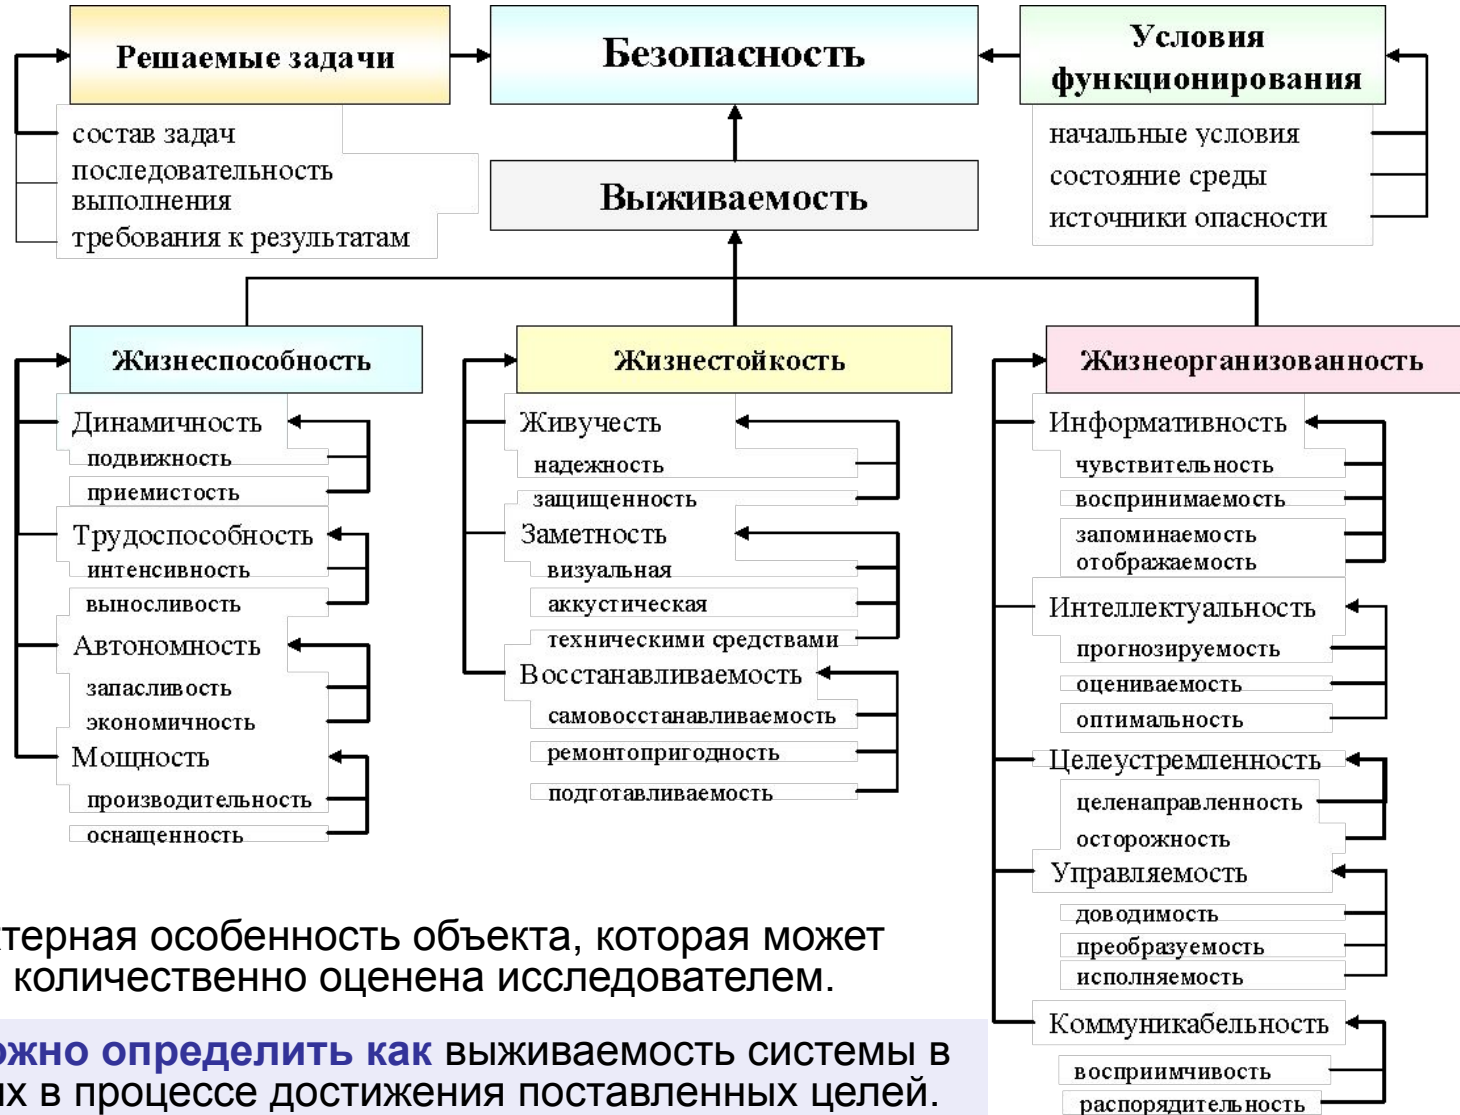 Решаемые задачи
состав задач
последовательность
выполнения
требования к результатам
Безопасность
Выживаемость
Условия
функционирования
начальные условия
состояние среды
источники опасности
Жизнеспособность
Динамичность
подвижность
приемистость
Трудоспособность
интенсивность
выносливость
Автономность
запасливость
экономичность
Мощность
производительность
оснащенность
Жизнестойкость
Живучесть
надежность
защищенность
Заметность
визуальная
аккустическая
техническими средствами
Восстанавливаемость
самовосстанавливаемость
ремонтопригодность
подготавливаемость
Жизнеорганизованность
Информативность
чувствительность
воспринимаемость
запоминаемость
отображаемость
Интеллектуальность
прогнозируемость
оцениваемость
оптимальность
Целеустремленность
целенаправленность
осторожность
Управляемость
доводимость
преобразуемость
исполняемость
Коммуникабельность
восприимчивость
распорядительность
ктерная особенность объекта, которая может
количественно оценена исследователем.
ожно определить как выживаемость системы в
их в процессе достижения поставленных целей.